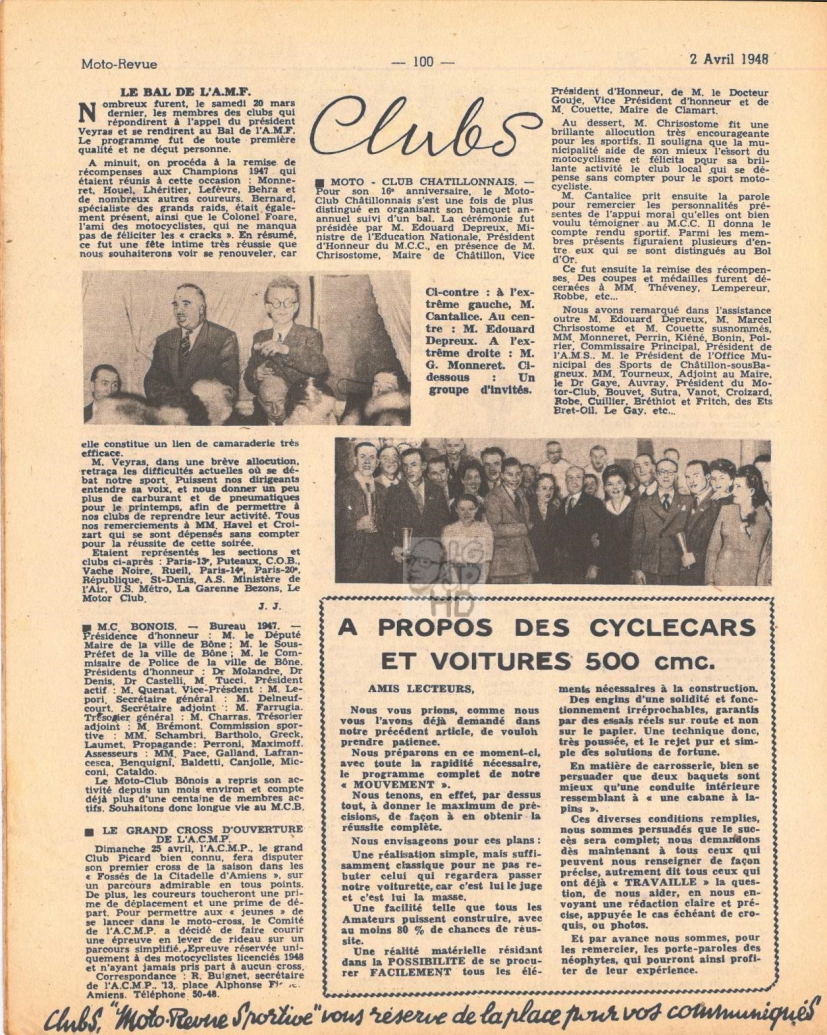 Moto-Revue
— 100 —
2 Avril 1948
LE BAL DE L'A.M.F.
Nombreux furent, le samedi 20 mars
dernier, les membres des clubs qui
répondirent à l'appel du président
Veyras et se rendirent au Bal de l'A.M.F.
Le programme fut de toute première
qualité et ne déçut personne.
A minuit, on procéda à la remise de
récompenses aux Champions 1947 qui
étaient réunis à cette occasion : Monne-
ret, Houel, Lhéritier, Lefèvre, Behra et
de nombreux autres coureurs. Bernard,
spécialiste des grands raids, était égale-
ment présent, ainsi que le Colonel Foare,
l'ami des motocyclistes, qui ne manqua
pas de féliciter les « cracks ». En résumé,
ce fut une fête intime très réussie que
nous souhaiterons voir se renouveler, car
elle constitue un lien de camaraderie très
efficace.
M. Veyras, dans une brève allocution,
retraça les difficultés actuelles où se dé-
bat notre sport. Puissent nos dirigeants
entendre sa voix, et nous donner un peu
plus de carburant et de pneumatiques
pour le printemps, afin de permettre à
nos clubs de reprendre leur activité. Tous
nos remerciements à MM. Havel et Croi-
zart qui se sont dépensés sans compter
pour la réussite de cette soirée.
Etaient représentés les sections et
clubs ci-après : Paris-13e, Puteaux, C.O.B.,
Vache Noire, Rueil, Paris-14e, Paris-20e,
République, St-Denis, A.S. Ministère de
l'Air, U.S. Métro, La Garenne Bezons, Le
Motor Club.
J. J.
■ M.C. BONOIS. — Bureau 1947. —
Présidence d'honneur : M. le Député
Maire de la ville de Bône ; M. le Sous-
Préfet de la ville de Bône ; M. le Com-
misaire de Police de la ville de Bône.
Présidents d'honneur : Dr Molandre, Dr
Denis, Dr Castelli, M. Tucci. Président
actif : M. Quenat. Vice-Présdent : M. Le-
pori, Secrétaire général : M. Delneuf-
court. Secrétaire adjoint : M. Farrugia.
Trésorier général : M. Charras, Trésorier
adjoint : M. Brémont. Commission spor-
tive : MM. Schambri, Bartholo, Greck,
Laumet, Propagande: Perroni, Maximoff.
Assesseurs : MM. Pace, Galland, Lafran-
cesca, Benquigni, Baldetti, Canjolle, Mic-
coni, Cataldo.
Le Moto-Club Bônois a repris son ac-
tivité depuis un mois environ et compte
déjà plus d'une centaine de membres ac-
tifs. Souhaitons donc longue vie au M.C.B.
■ LE GRAND CROSS D'OUVERTURE
DE L'A.C.M.P.
Dimanche 25 avril, l'A.C.M.P., le grand
Club Picard bien connu, fera disputer
son premier cross de la saison dans les
« Fossés de la Citadelle d'Amiens », sur
un parcours admirable en tous points.
De plus, les coureurs toucheront une pri-
me de déplacement et une prime de dé-
part. Pour permettre aux « jeunes » de
se lancer dans le moto-cross, le Comité
de l'A.C.M.P. a décidé de faire courir
une épreuve en lever de rideau sur un
parcours simplifié. Epreuve réservée uni-
quement à des motocyclistes licenciés 1948
et n'ayant jamais pris part à aucun cross.
Correspondance : R. Buignet, secrétaire
de l'A.C.M.P., 13, place Alphonse
Amiens. Téléphone 50-48.
Clubs
■ MOTO - CLUB CHATILLONNAIS. —
Pour son 16e anniversaire, le Moto-
Club Châtillonnais s'est une fois de plus
distingué en organisant son banquet an-
annuel suivi d'un bal. La cérémonie fut
présidée par M. Edouard Depreux, Mi-
nistre de l'Education Nationale, Président
d'Honneur du M.C.C., en présence de M.
Chrisostome, Maire de Châtillon, Vice
Président d'Honneur, de M. le Docteur
Gouje, Vice Président d'honneur et de
M. Couette, Maire de Clamart.
Au dessert, M. Chrisostome fit une
brillante allocution très encourageante
pour les sportifs. Il souligna que la mu-
nicipalité aide de son mieux l'essort du
motocyclisme et félicita pour sa bril-
lante activité le club local qui se dé-
pense sans compter pour le sport moto-
cycliste.
M. Cantalice prit ensuite la parole
pour remercier les personnalités pré-
sentes de l'appui moral qu'elles ont bien
voulu témoigner au M.C.C. Il donna le
compte rendu sportif. Parmi les mem-
bres présents figuraient plusieurs d'en-
tre eux qui se sont distingués au Bol
d'Or.
Ce fut ensuite la remise des récompen-
ses. Des coupes et médailles furent dé-
cernées à MM. Théveney, Lempereur,
Robbe, etc...
Nous avons remarqué dans l'assistance
outre M. Edouard Depreux, M. Marcel
Chrisostome et M. Couette susnommés,
MM. Monneret, Perrin, Kiéné, Bonin, Poi-
rier, Commissaire Principal, Président de
l'A.M.S., M. le Président de l'Office Mu-
nicipal des Sports de Châtillon-sousBa-
gneux. MM. Tourneux, Adjoint au Maire,
le Dr Gaye, Auvray, Président du Mo-
tor-Club, Bouvet, Sutra, Vanot, Croizard,
Robe, Cuillier, Bréthiot et Fritch, des Ets
Bret-Oil. Le Gay. etc...
Ci-contre : à l'ex-
trême gauche, M.
Cantalice. Au cen-
tre : M. Edouard
Depreux. A l'ex-
trême droite : M.
G. Monneret. Ci-
dessous : Un
groupe d'invités.
A PROPOS DES CYCLECARS
ET VOITURES 500 cmc.
AMIS LECTEURS,
Nous vous prions, comme nous
vous l'avons déjà demandé dans
notre précédent article, de vouloh
prendre patience.
Nous préparons en ce moment-ci,
avec toute la rapidité nécessaire,
le programme complet de notre
« MOUVEMENT ».
Nous tenons, en effet, par dessus
tout, à donner le maximum de pré-
cisions, de façon à en obtenir la
réussite complète.
Nous envisageons pour ces plans :
Une réalisation simple, mais suffi-
samment classique pour ne pas re-
buter celui qui regardera passer
notre voiturette, car c'est lui le juge
et c'est lui la masse.
Une facilité telle que tous les
Amateurs puissent construire, avec
au moins 80 % de chances de réus-
site.
Une réalité matérielle résidant
dans la POSSIBILITE de se procu-
rer FACILEMENT tous les élé-
ments nécessaires à la construction.
Des engins d'une solidité et fonc-
tionnement irréprochables, garantis
par des essais réels sur route et non
sur le papier. Une technique donc,
très poussée, et le rejet pur et sim-
ple des solutions de fortune.
En matière de carrosserie, bien se
persuader que deux baquets sont
mieux qu'une conduite intérieure
ressemblant à « une cabane à la-
pins ».
Ces diverses conditions remplies,
nous sommes persuadés que le suc-
cès sera complet; nous demandons
dès maintenant à tous ceux qui
peuvent nous renseigner de façon
précise, autrement dit tous ceux qui
ont déjà « TRAVAILLE » la ques-
tion, de nous aider, en nous en-
voyant une rédaction claire et pré-
cise, appuyée le cas échéant de cro-
quis, ou photos.
Et par avance nous sommes, pour
les remercier, les porte-paroles des
néophytes, qui pourront ainsi profi-
ter de leur expérience.
Clubs, "Moto-Revue Sportive" vous réserve de la place pour vos communiqués